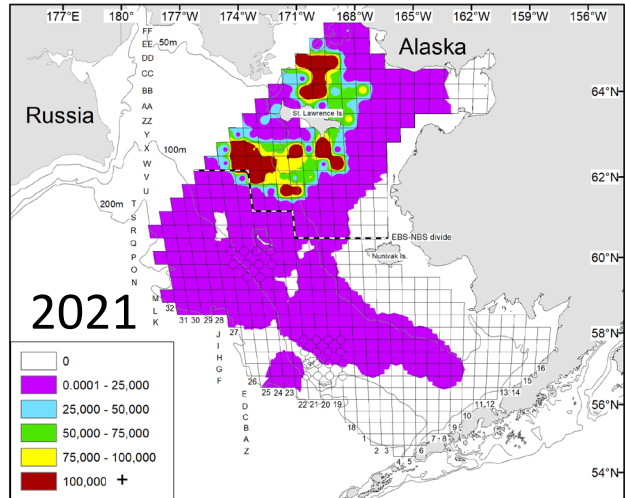 177°E 180° 177°W 174°W 171°W 168°W 165°W 162°W 159°W 156°W
FF
EE
50m
Alaska
DD
CC
BB
64°N
AA
Russia
ZZ
St. Lawrence Is.
Y
X
100m
W
V
62°N
U
200m
T
S
R
EBS-NBS divide
Q
60°N
P
Nunivak Is.
O
N
M
2021
L
32
K
31 30 29 28
27
58°N
J
I
H
G
F
0
0.0001 - 25,000
25,000 - 50,000
50,000 - 75,000
75,000 - 100,000
100,000 +
26
25 24 23
22 21 20 19
18
1
2 3
4 5
6
7 8
9
10
11 12
13 14
15
16
E
D
C
B
A
Z
56°N
54°N